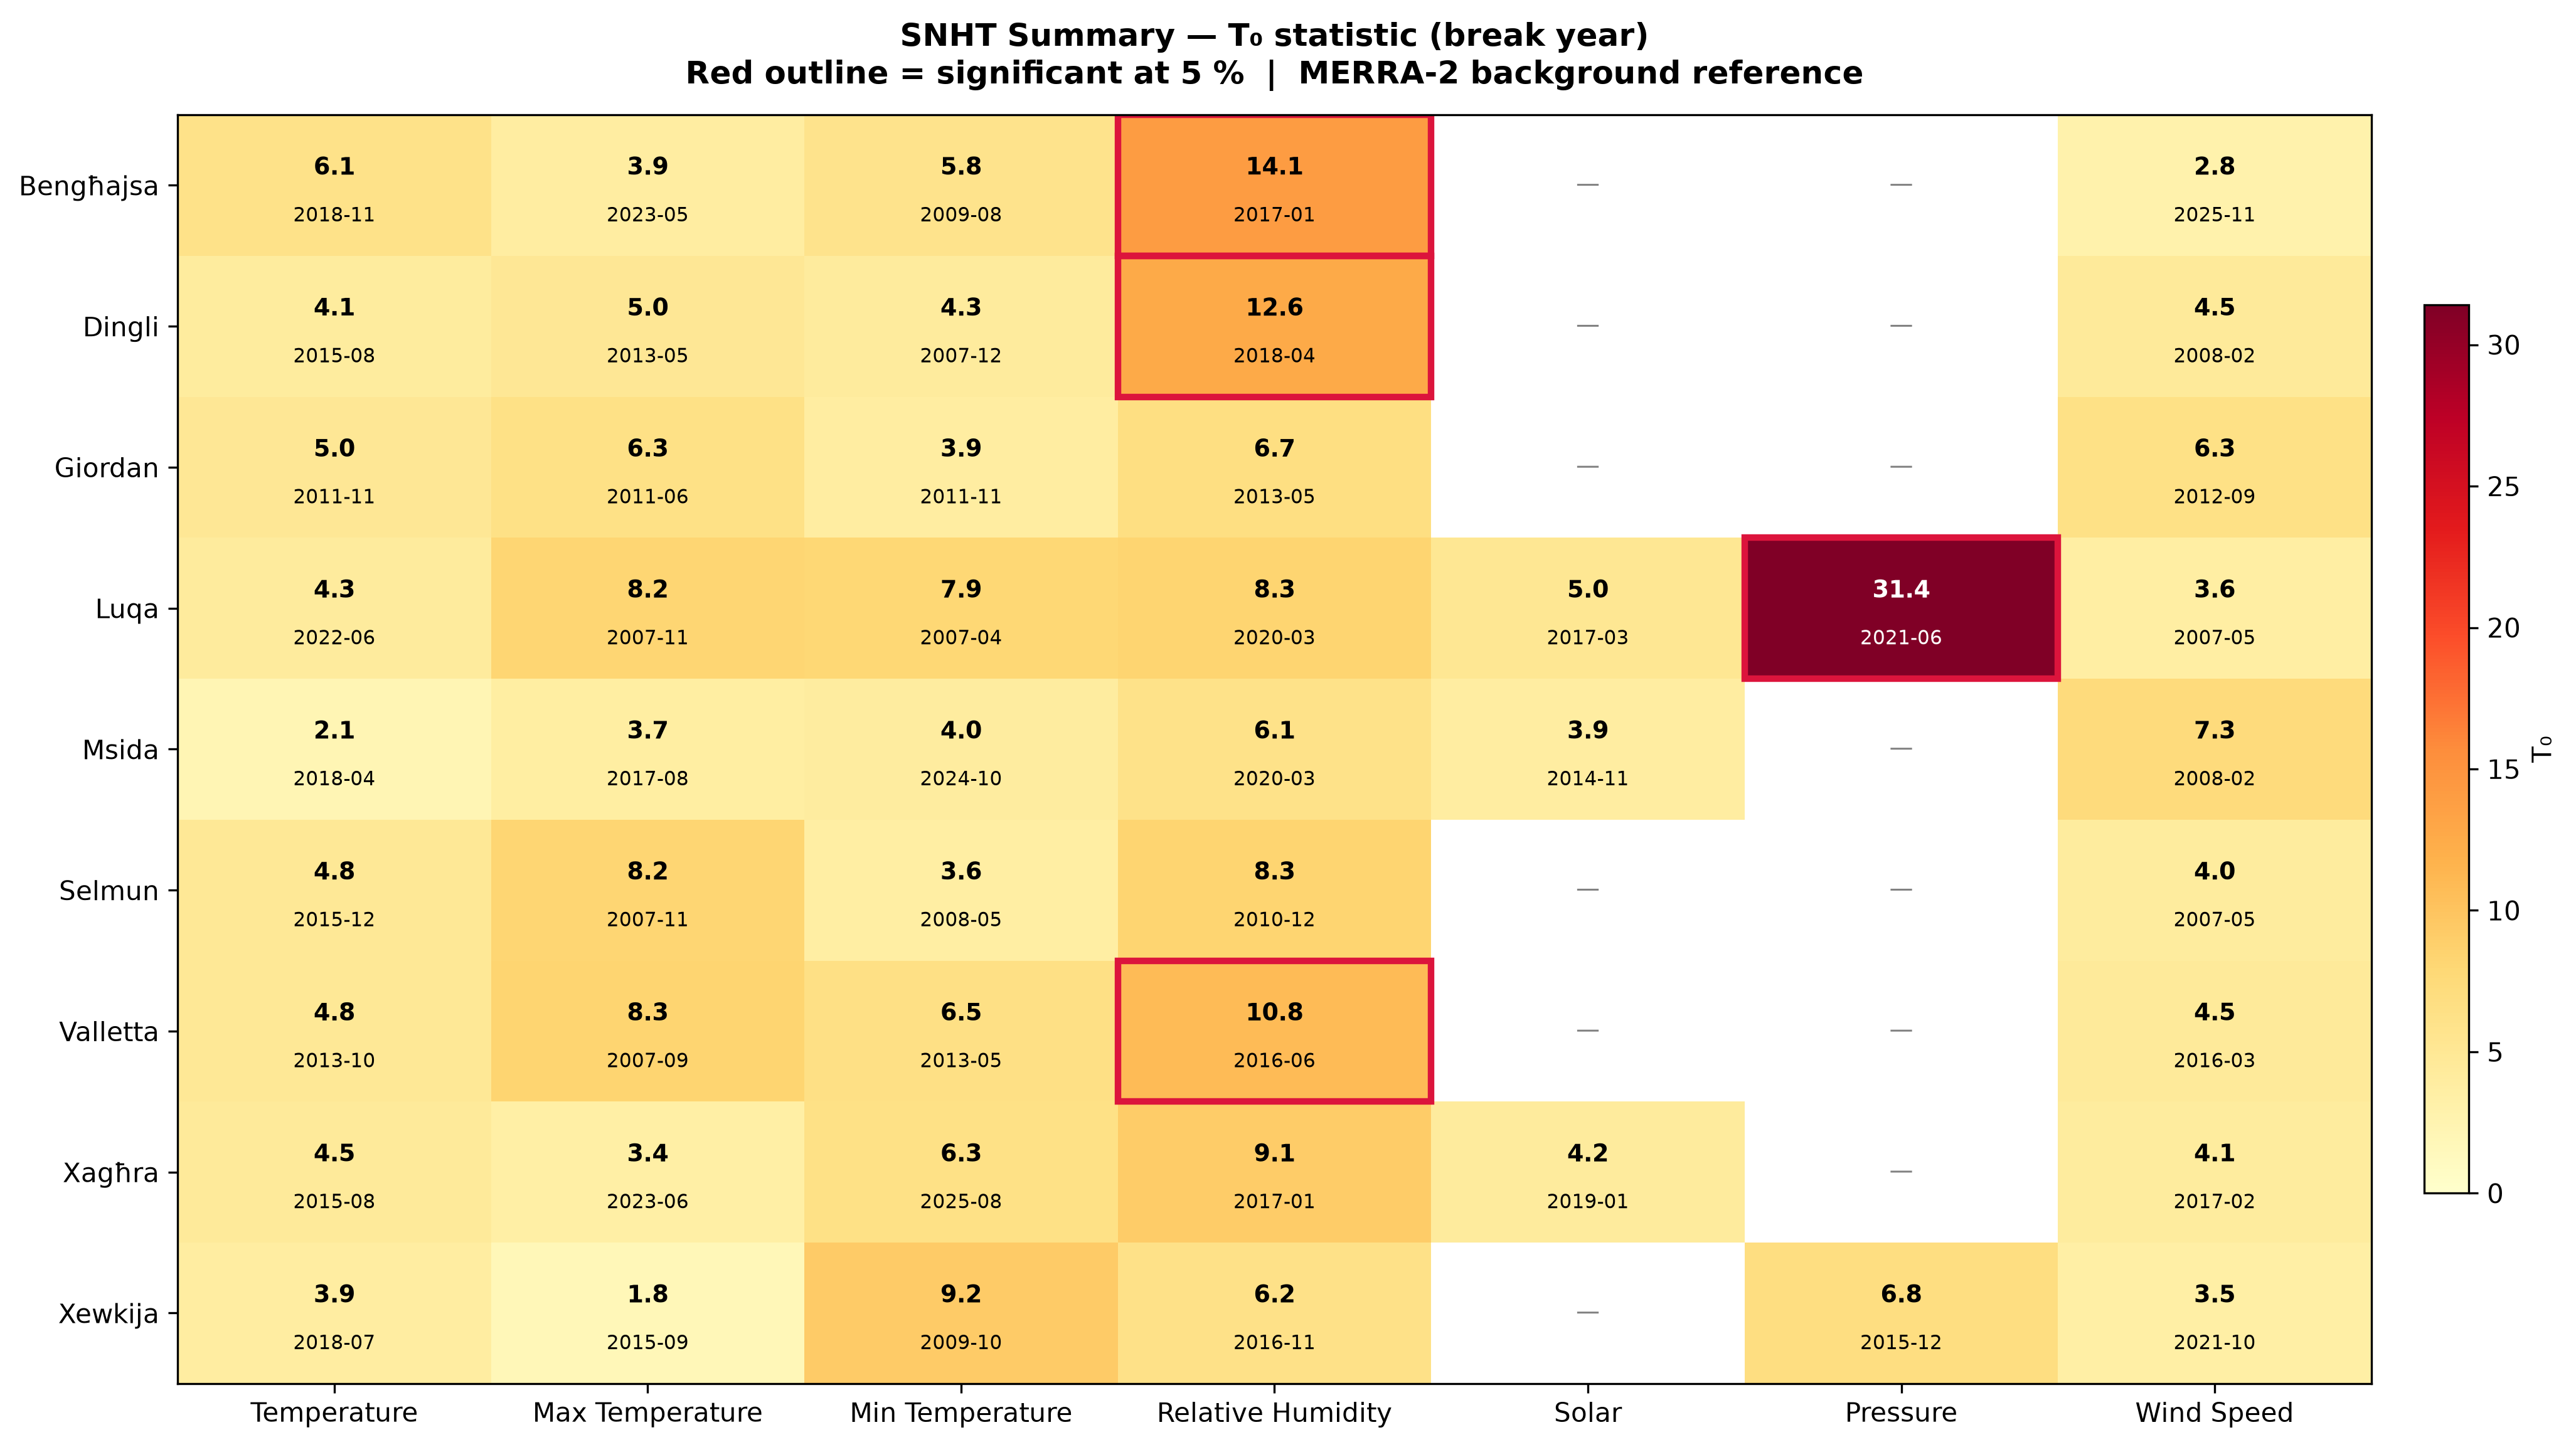 SNHT Summary — T₀ statistic (break year)
Red outline = significant at 5 % | MERRA-2 background reference
Bengħajsa
6.1 3.9 5.8 14.1 — — 2.8
2018-11 2023-05 2009-08 2017-01 2025-11
Dingli
4.1 5.0 4.3 12.6 — — 4.5
2015-08 2013-05 2007-12 2018-04 2008-02
Giordan
5.0 6.3 3.9 6.7 — — 6.3
2011-11 2011-06 2011-11 2013-05 2012-09
Luqa
4.3 8.2 7.9 8.3 5.0 31.4 3.6
2022-06 2007-11 2007-04 2020-03 2017-03 2021-06 2007-05
Msida
2.1 3.7 4.0 6.1 3.9 — 7.3
2018-04 2017-08 2024-10 2020-03 2014-11 2008-02
Selmun
4.8 8.2 3.6 8.3 — — 4.0
2015-12 2007-11 2008-05 2010-12 2007-05
Valletta
4.8 8.3 6.5 10.8 — — 4.5
2013-10 2007-09 2013-05 2016-06 2016-03
Xagħra
4.5 3.4 6.3 9.1 4.2 — 4.1
2015-08 2023-06 2025-08 2017-01 2019-01 2017-02
Xewkija
3.9 1.8 9.2 6.2 — 6.8 3.5
2018-07 2015-09 2009-10 2016-11 2015-12 2021-10
Temperature Max Temperature Min Temperature Relative Humidity Solar Pressure Wind Speed
30
25
20
15
10
5
0
T₀